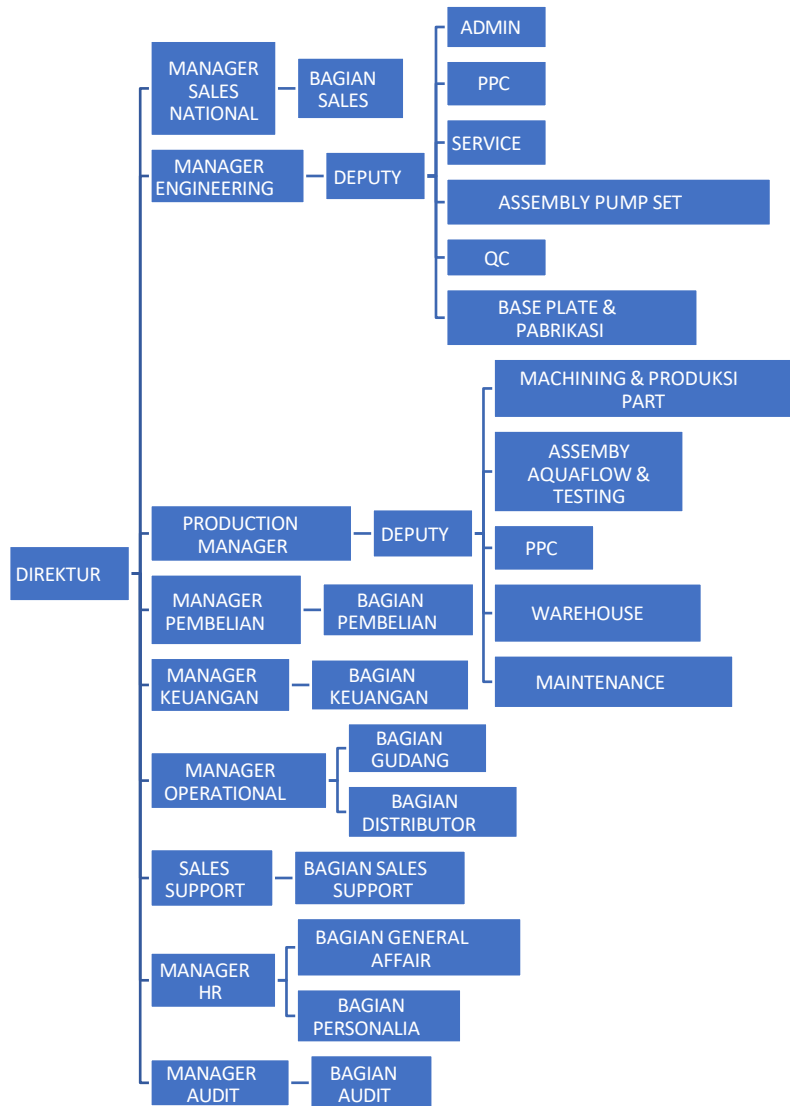 ADMIN
MANAGER
SALES
NATIONAL
BAGIAN
SALES
PPC
SERVICE
MANAGER
ENGINEERING
DEPUTY
ASSEMBLY PUMP SET
QC
BASE PLATE &
PABRIKASI
MACHINING & PRODUKSI
PART
ASSEMBY
AQUAFLOW &
TESTING
PRODUCTION
MANAGER
DEPUTY
PPC
DIREKTUR
MANAGER
PEMBELIAN
BAGIAN
PEMBELIAN
WAREHOUSE
MANAGER
KEUANGAN
BAGIAN
KEUANGAN
MAINTENANCE
MANAGER
OPERATIONAL
BAGIAN
GUDANG
BAGIAN
DISTRIBUTOR
SALES
SUPPORT
BAGIAN SALES
SUPPORT
MANAGER
HR
BAGIAN GENERAL
AFFAIR
BAGIAN
PERSONALIA
MANAGER
AUDIT
BAGIAN
AUDIT